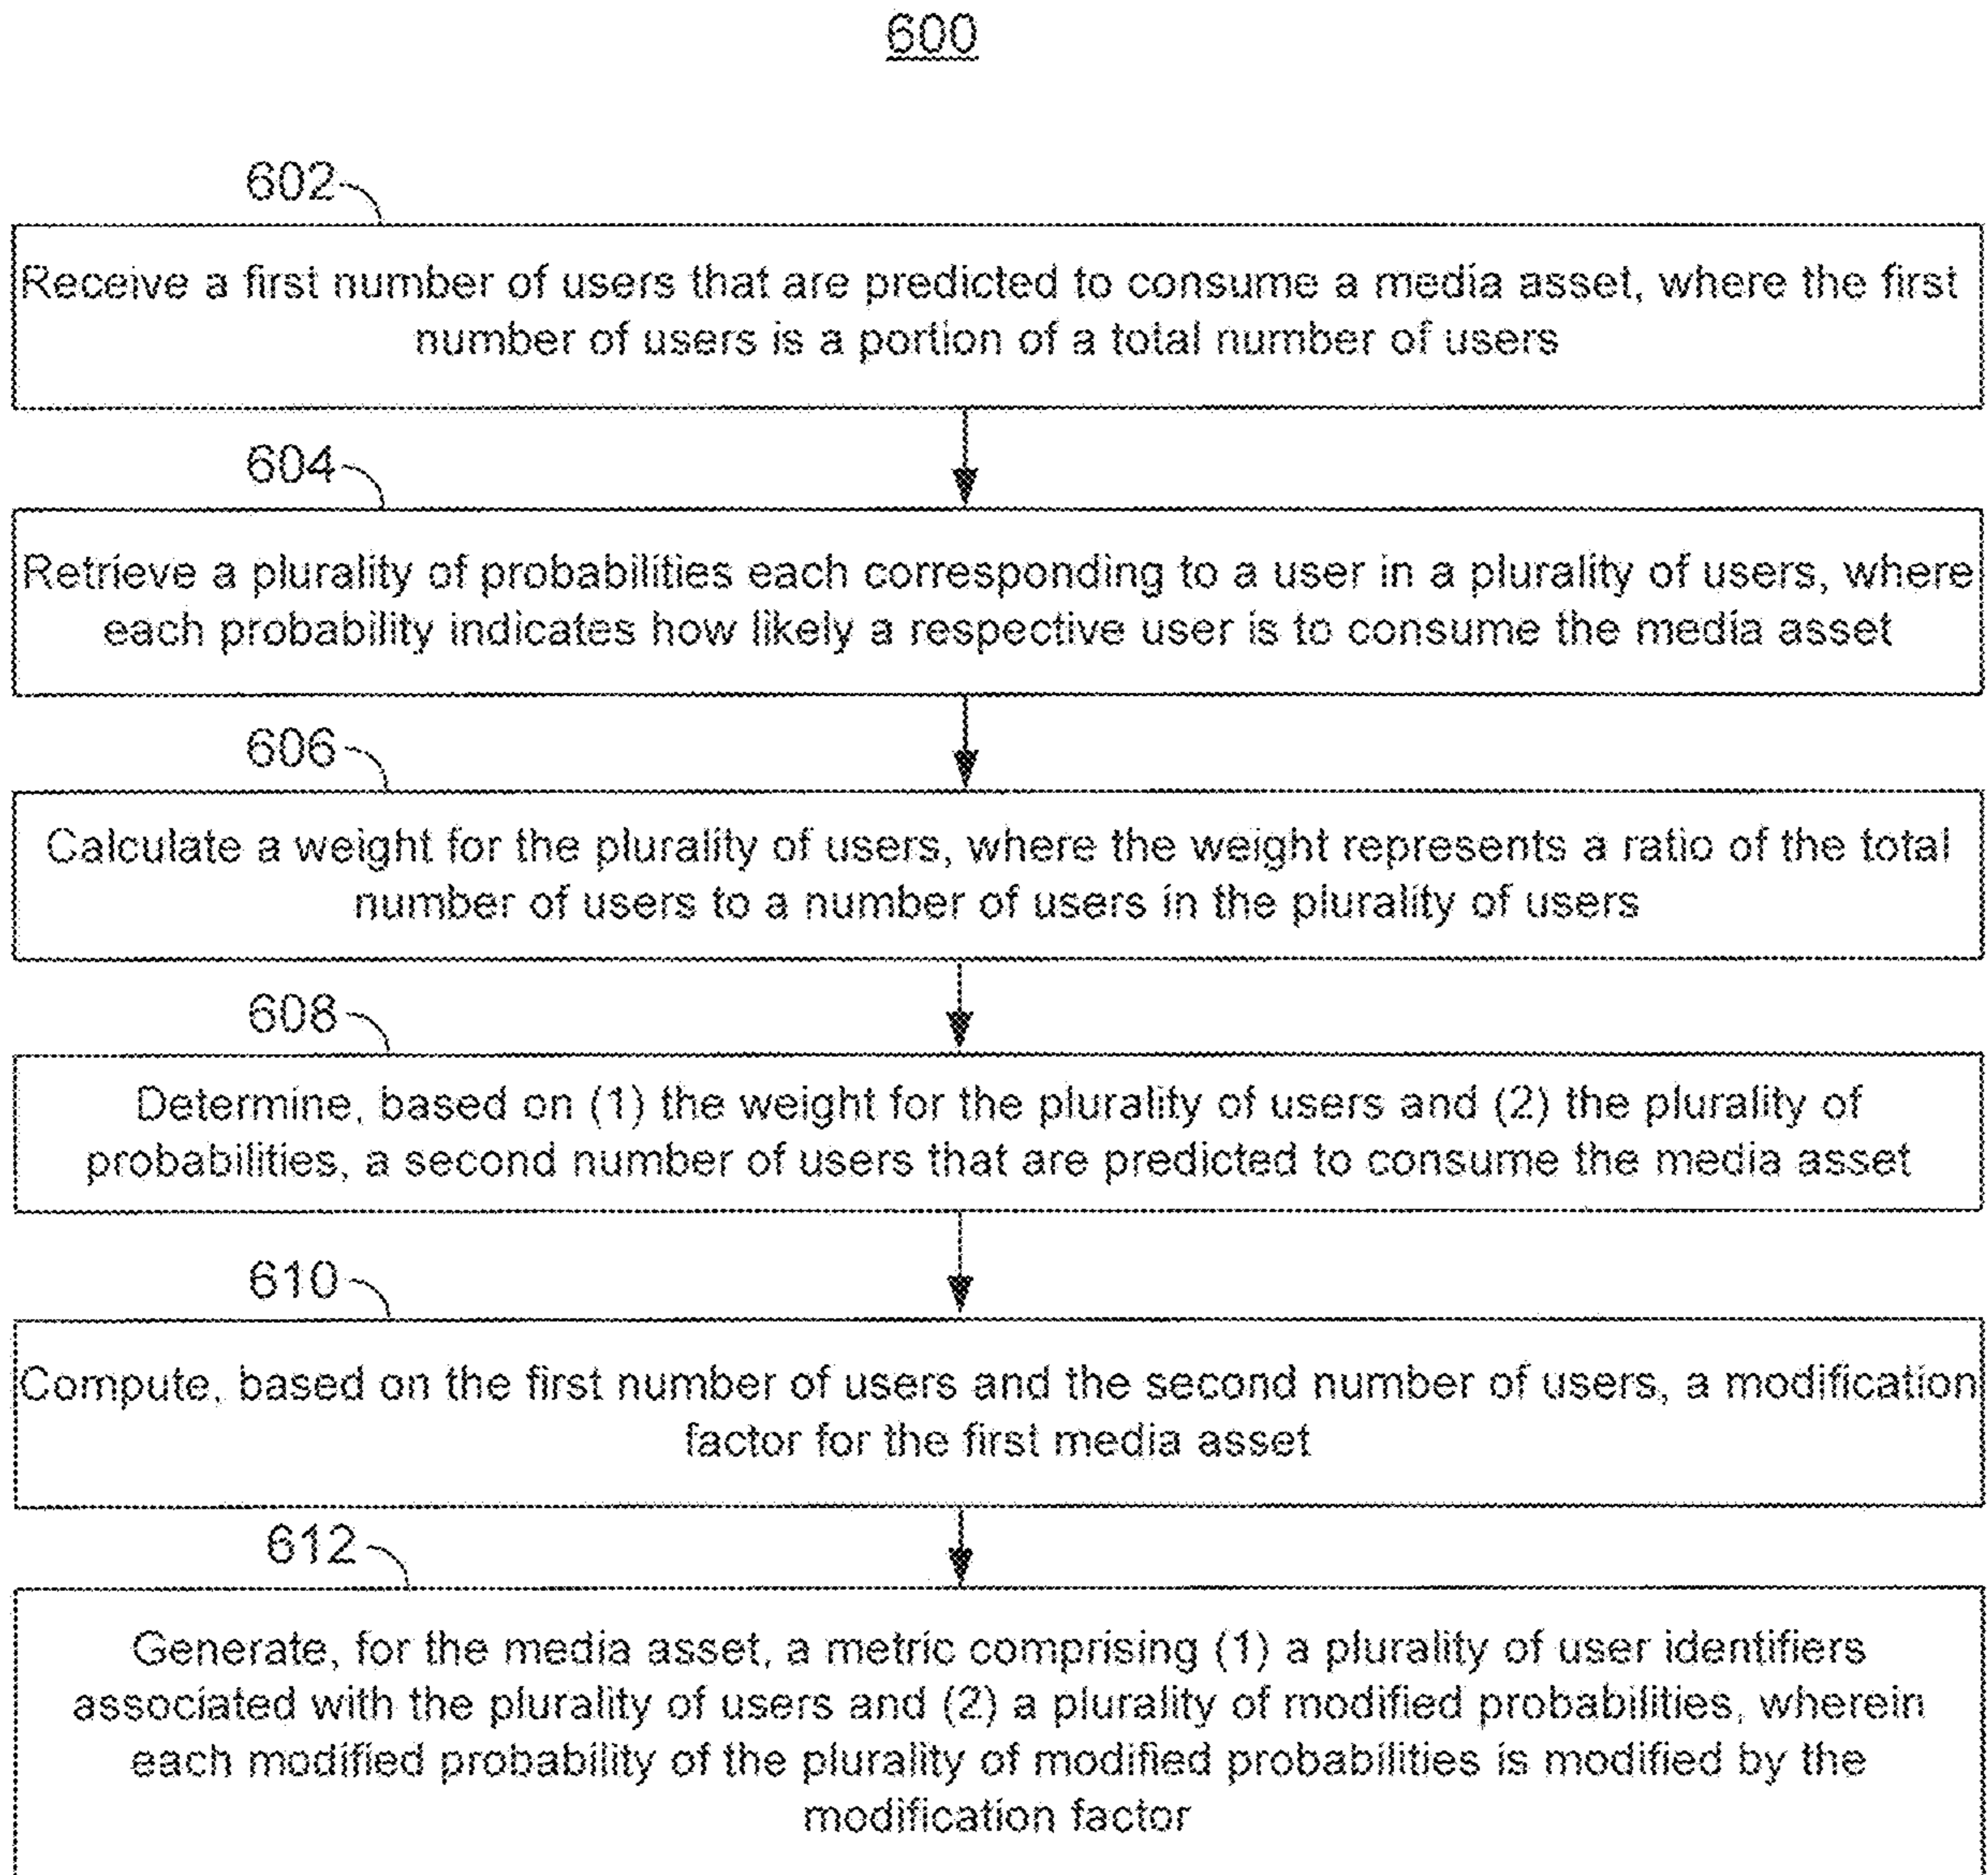 600
602
Receive a first number of users that are predicted to consume a media asset, where the first
number of users is a portion of a total number of users
604
Retrieve a plurality of probabilities each corresponding to a user in a plurality of users, where
each probability indicates how likely a respective user is to consume the media asset
606
Calculate a weight for the plurality of users, where the weight represents a ratio of the total
number of users to a number of users in the plurality of users
608
Determine, based on (1) the weight for the plurality of users and (2) the plurality of
probabilities, a second number of users that are predicted to consume the media asset
610
Compute, based on the first number of users and the second number of users, a modification
factor for the first media asset
612
Generate, for the media asset, a metric comprising (1) a plurality of user identifiers
associated with the plurality of users and (2) a plurality of modified probabilities, wherein
each modified probability of the plurality of modified probabilities is modified by the
modification factor